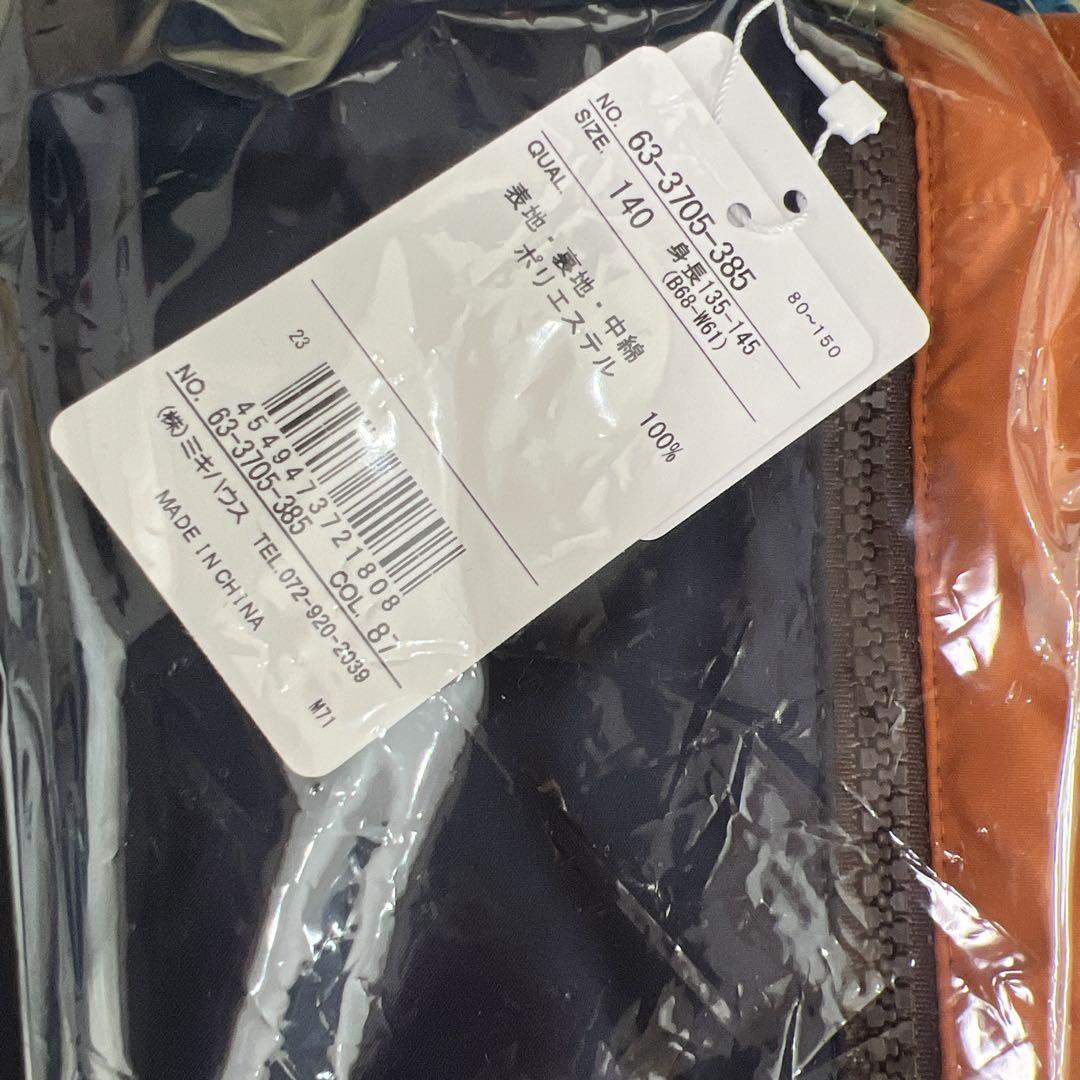 NO. 63-3705-385
80~150
SIZE. 140 身長135-145
(B68-W61)
QUAL
表地・裏地・中綿
ポリエステル 100%
23
4549473721808
NO. 63-3705-385 COL. 87
(株)ミキハウス TEL.072-920-2039
MADE IN CHINA M71